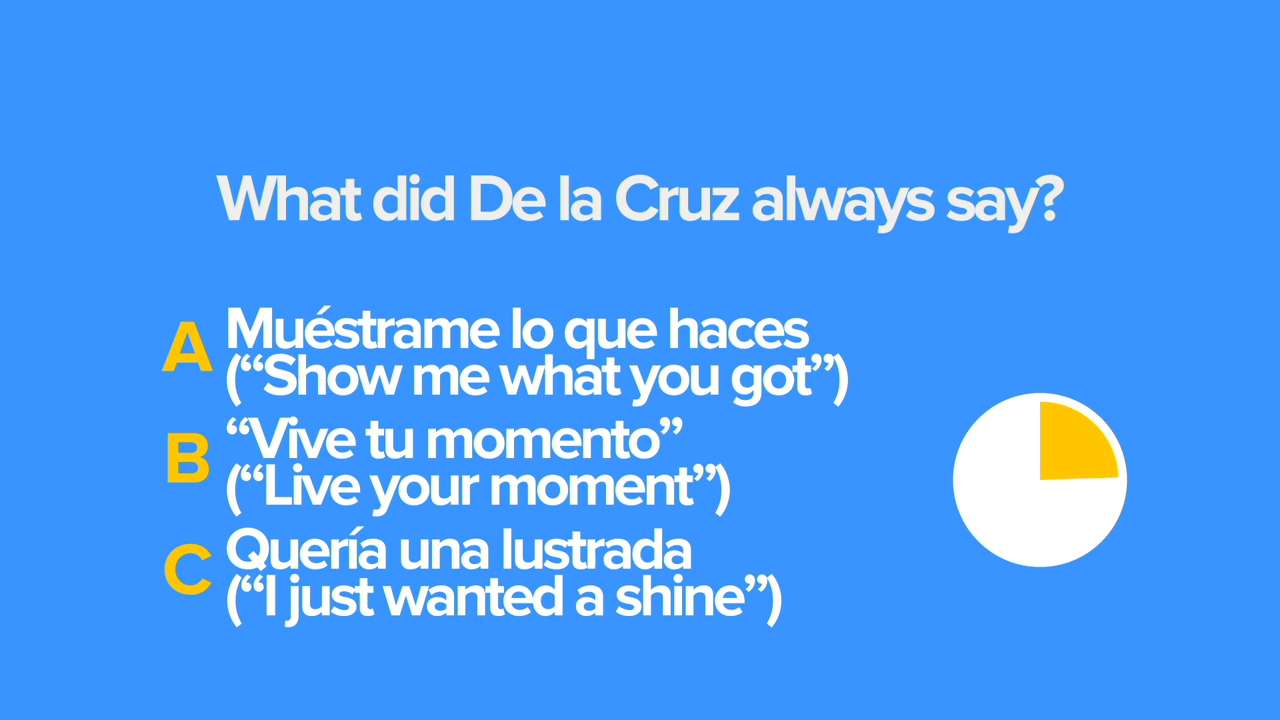 What did De la Cruz always say?
A Muéstrame lo que haces
(“Show me what you got”)
B “Vive tu momento”
(“Live your moment”)
C Quería una lustrada
(“I just wanted a shine”)